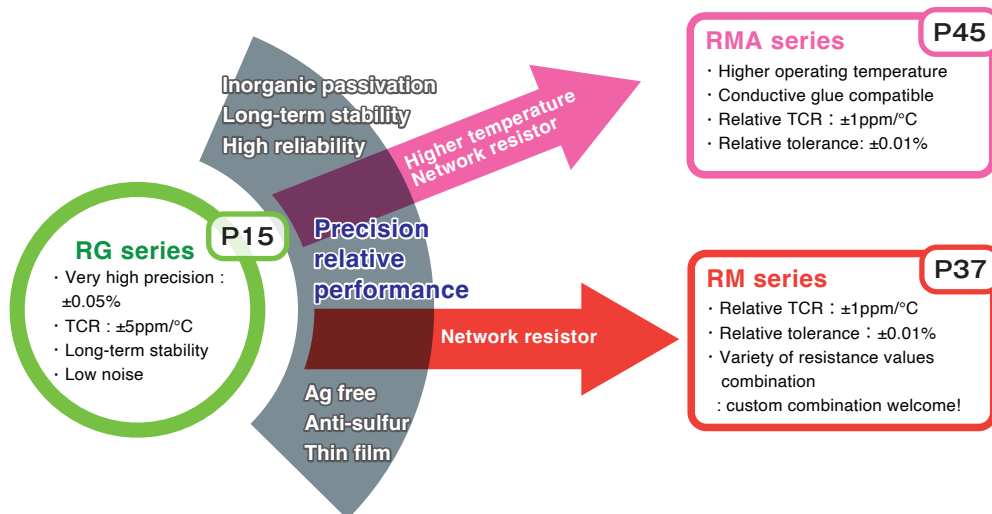 RG series
P15
・Very high precision :
±0.05%
・TCR : ±5ppm/°C
・Long-term stability
・Low noise
Inorganic passivation
Long-term stability
High reliability
Precision
relative
performance
Ag free
Anti-sulfur
Thin film
Higher temperature
Network resistor
Network resistor
RMA series
P45
・Higher operating temperature
・Conductive glue compatible
・Relative TCR：±1ppm/°C
・Relative tolerance: ±0.01%
RM series
P37
・Relative TCR：±1ppm/°C
・Relative tolerance：±0.01%
・Variety of resistance values
combination
: custom combination welcome!